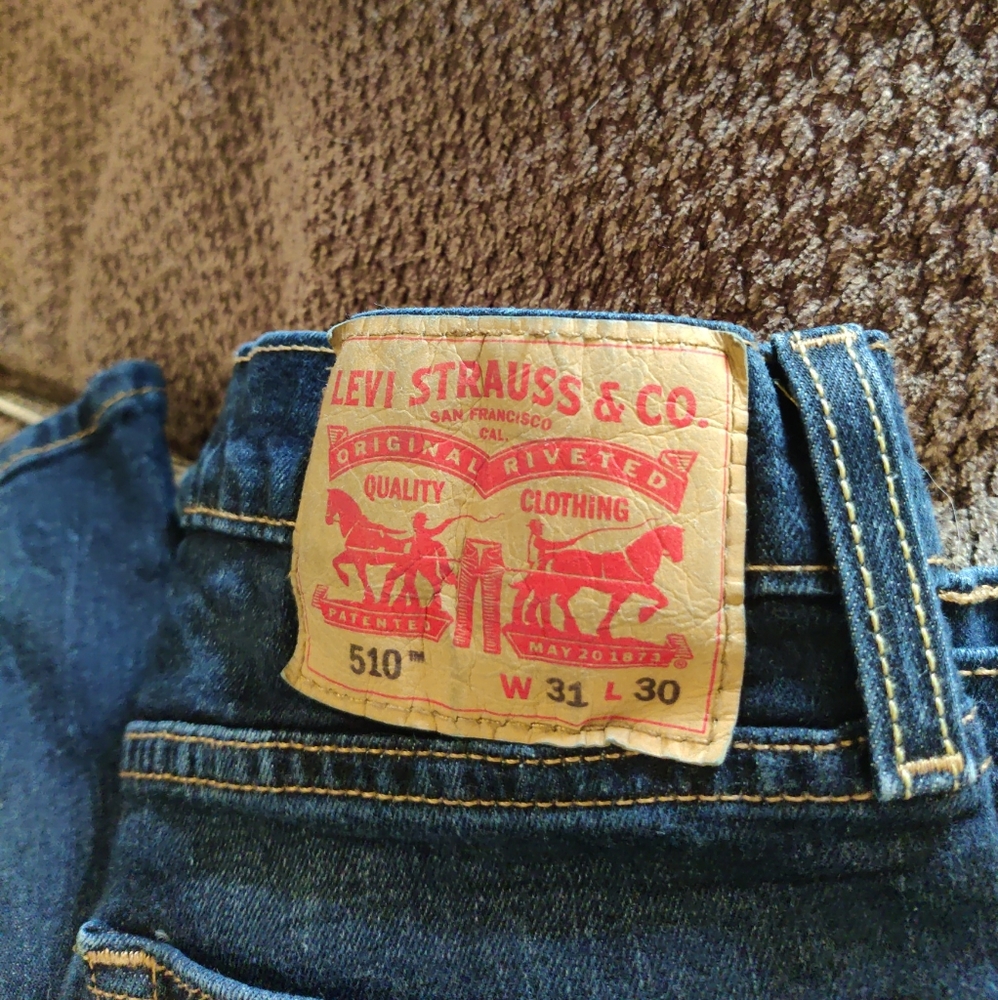 LEVI STRAUSS & CO.
SAN FRANCISCO
CAL.
ORIGINAL RIVETED
QUALITY CLOTHING
PATENTED
MAY 20 1873
510™
W 31 L 30